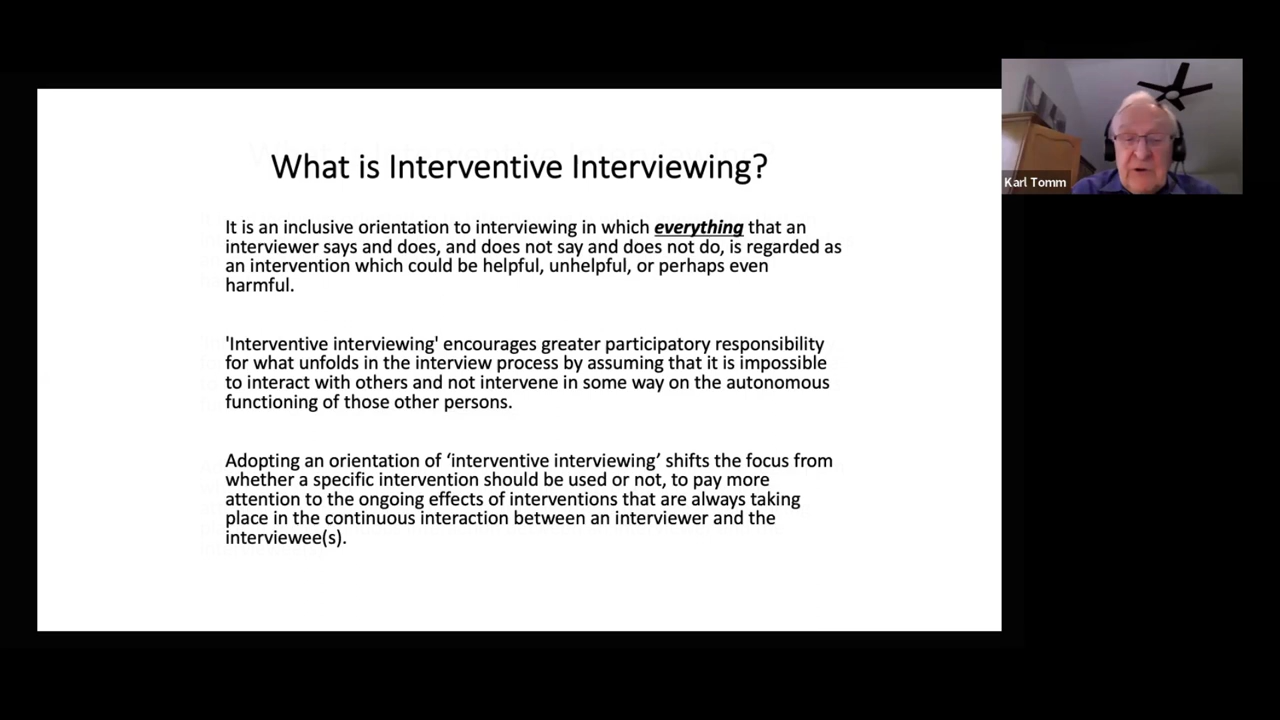 What is Interventive Interviewing?
It is an inclusive orientation to interviewing in which everything that an
interviewer says and does, and does not say and does not do, is regarded as
an intervention which could be helpful, unhelpful, or perhaps even
harmful.
'Interventive interviewing' encourages greater participatory responsibility
for what unfolds in the interview process by assuming that it is impossible
to interact with others and not intervene in some way on the autonomous
functioning of those other persons.
Adopting an orientation of ‘interventive interviewing’ shifts the focus from
whether a specific intervention should be used or not, to pay more
attention to the ongoing effects of interventions that are always taking
place in the continuous interaction between an interviewer and the
interviewee(s).
Karl Tomm